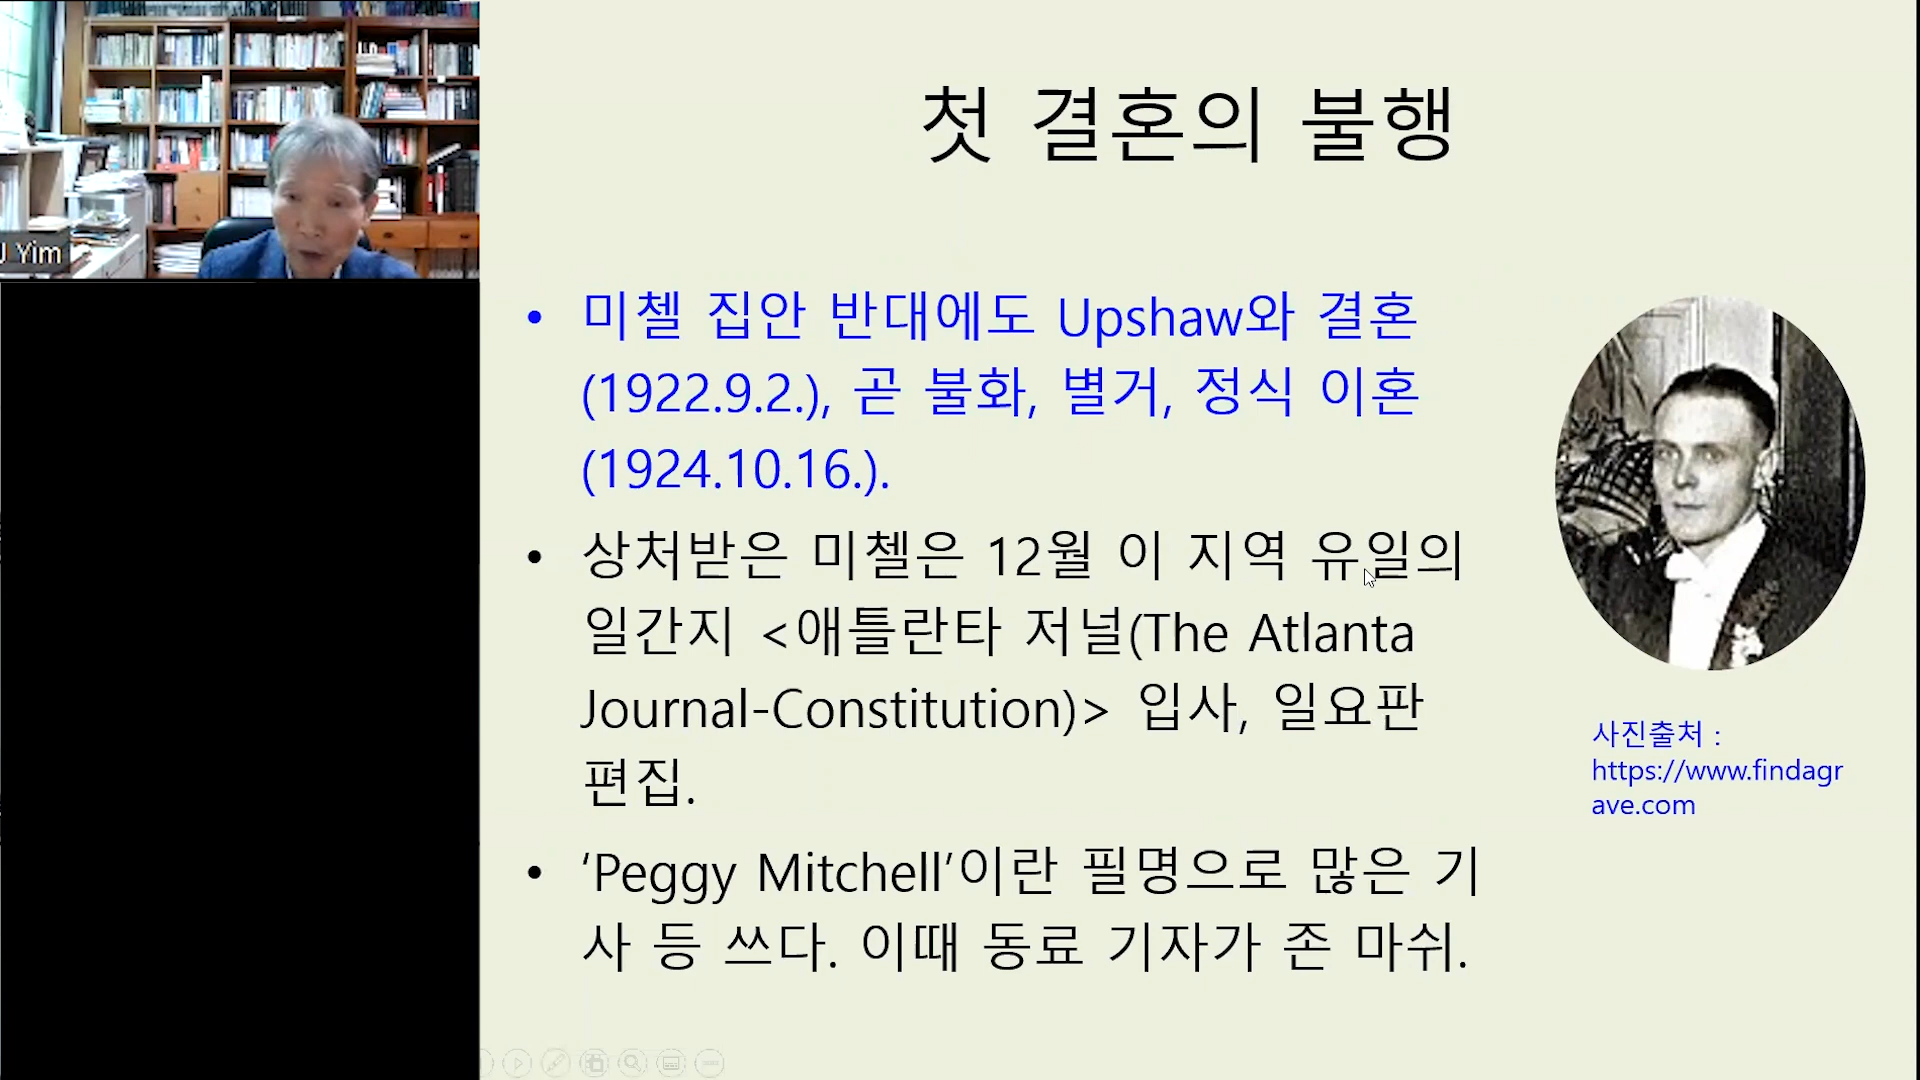 J Yim
첫 결혼의 불행
• 미첼 집안 반대에도 Upshaw와 결혼
(1922.9.2.), 곧 불화, 별거, 정식 이혼
(1924.10.16.).
• 상처받은 미첼은 12월 이 지역 유일의
일간지 <애틀란타 저널(The Atlanta
Journal-Constitution)> 입사, 일요판
편집.
• ‘Peggy Mitchell’이란 필명으로 많은 기
사 등 쓰다. 이때 동료 기자가 존 마쉬.
사진출처 :
https://www.findagr
ave.com